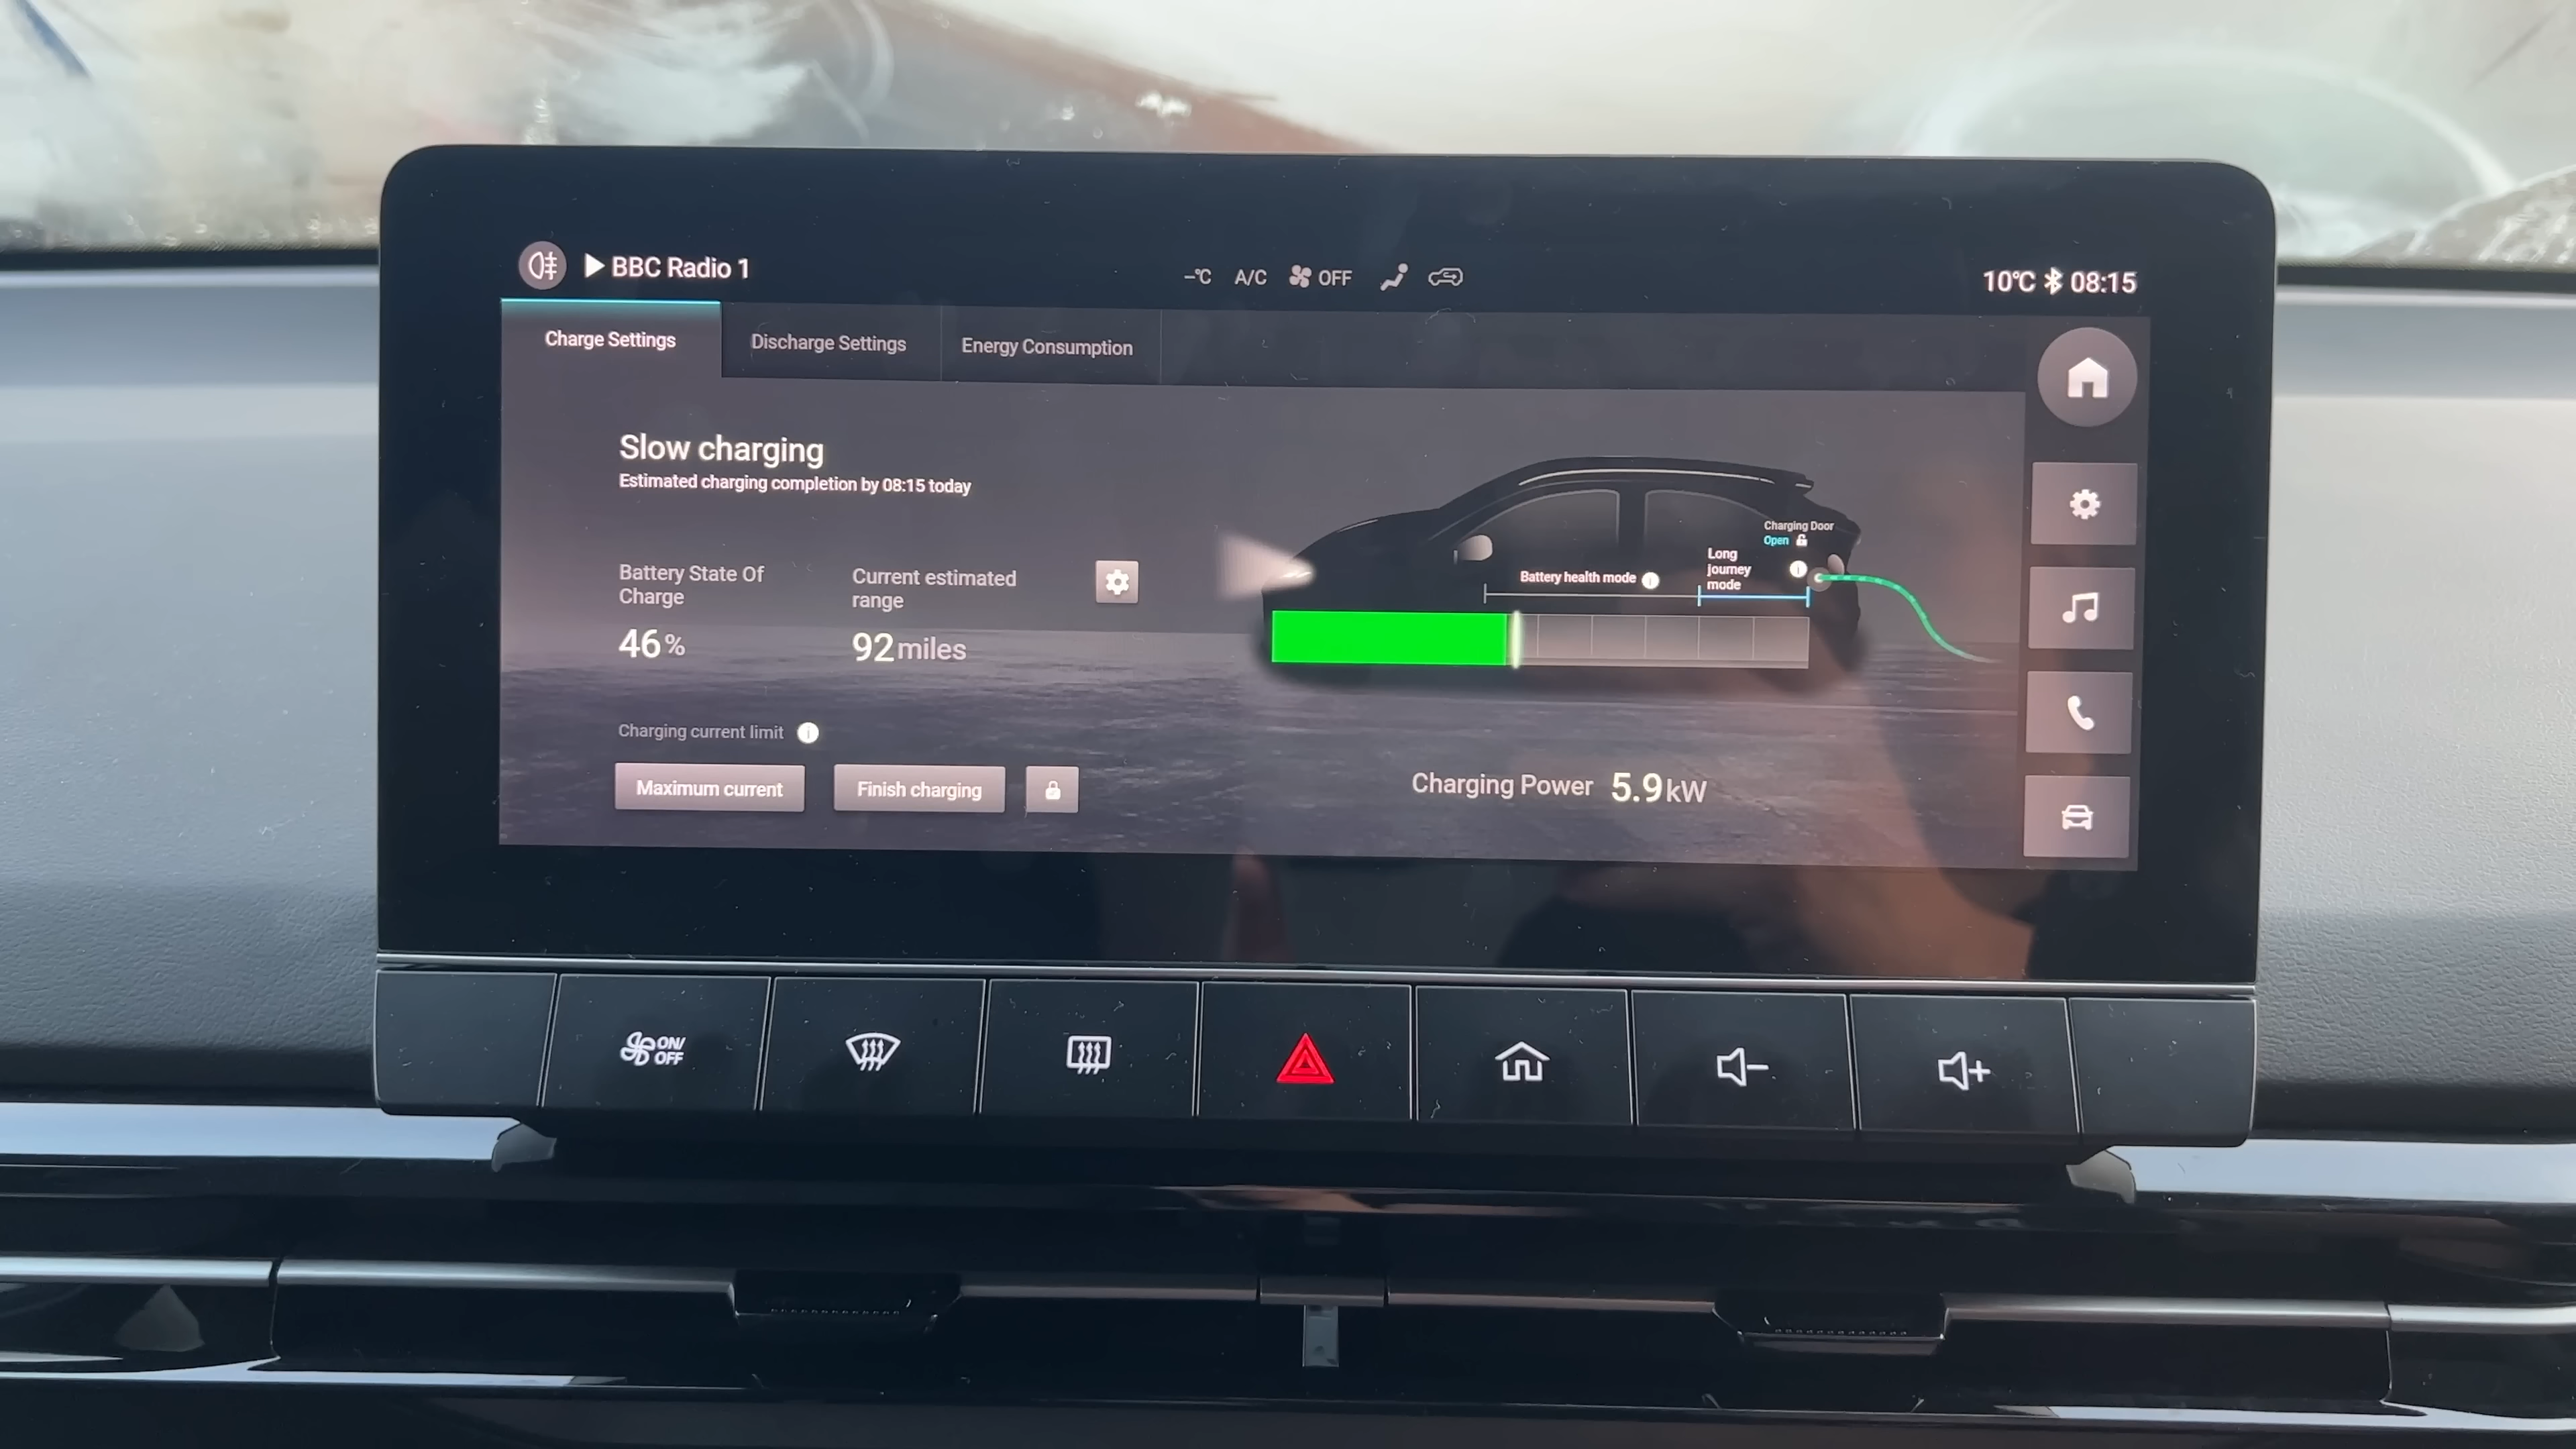 BBC Radio 1
-℃ A/C OFF
10℃ 08:15
Charge Settings
Discharge Settings
Energy Consumption
Slow charging
Estimated charging completion by 08:15 today
Battery State Of
Charge
46%
Current estimated
range
92 miles
Charging Door
Open
Battery health mode
Long
journey
mode
Charging current limit
Maximum current
Finish charging
Charging Power 5.9kW
ON/
OFF